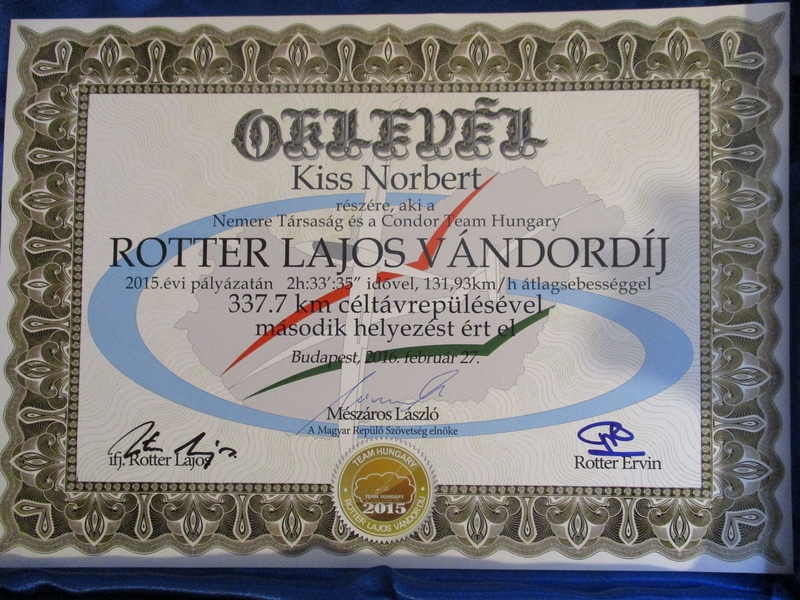 OKLEVÉL
Kiss Norbert
részére, aki a
Nemere Társaság és a Condor Team Hungary
ROTTER LAJOS VÁNDORDÍJ
2015.évi pályázatán 2h:33':35" idővel, 131,93km/h átlagsebességgel
337.7 km céltávrepülésével
második helyezést ért el
Budapest, 2016. február 27.
Mészáros László
A Magyar Repülő Szövetség elnöke
ifj. Rotter Lajos
Rotter Ervin
TEAM HUNGARY
TEAM HUNGARY
2015
ROTTER LAJOS VÁNDORDÍJ